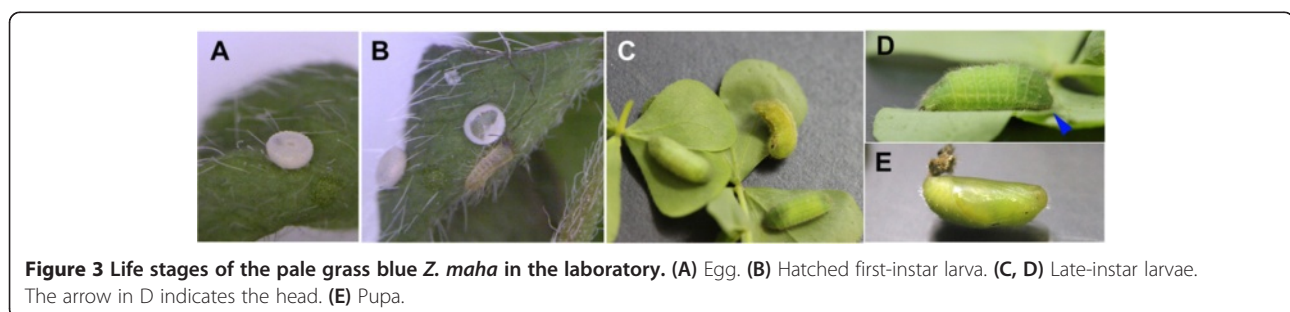 A
B
C
D
E
Figure 3 Life stages of the pale grass blue Z. maha in the laboratory. (A) Egg. (B) Hatched first-instar larva. (C, D) Late-instar larvae.
The arrow in D indicates the head. (E) Pupa.